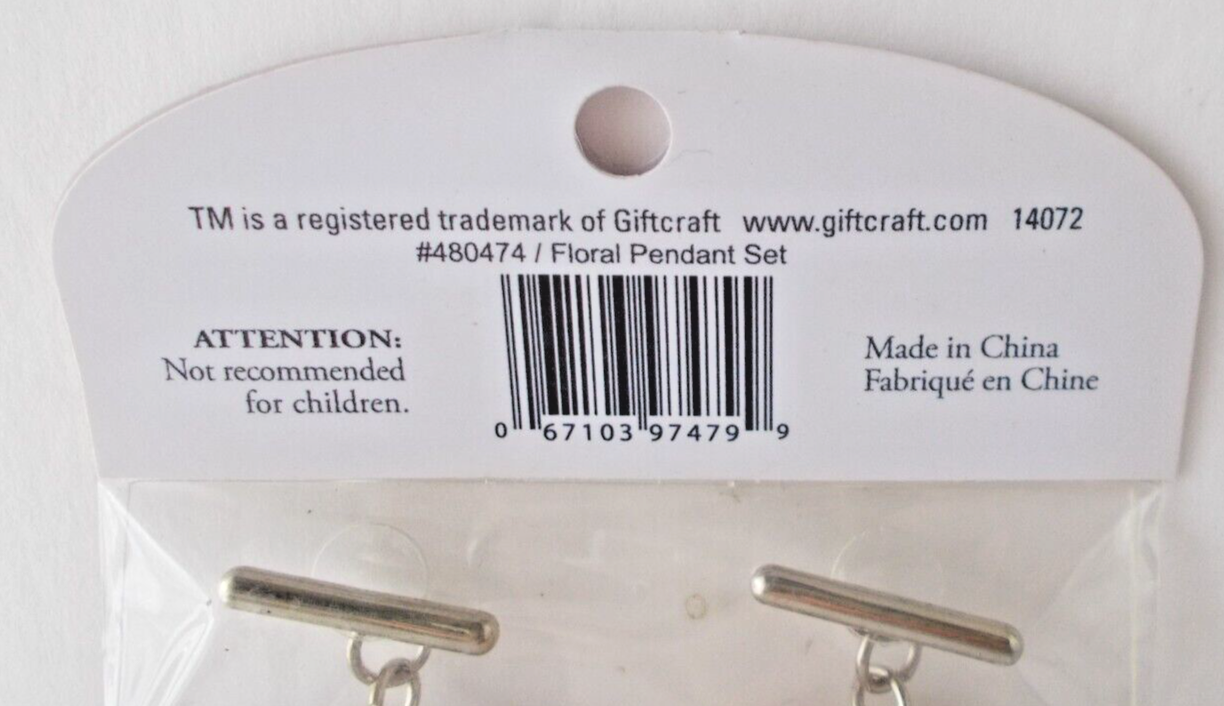 TM is a registered trademark of Giftcraft www.giftcraft.com 14072
#480474 / Floral Pendant Set
ATTENTION:
Not recommended
for children.
0 67103 97479 9
Made in China
Fabriqué en Chine